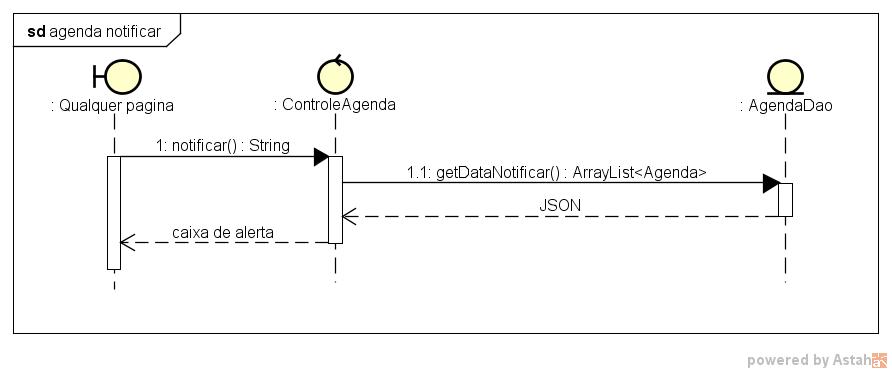 sd agenda notificar
: Qualquer pagina
: ControleAgenda
: AgendaDao
1: notificar() : String
1.1: getDataNotificar() : ArrayList<Agenda>
JSON
caixa de alerta
powered by Astah